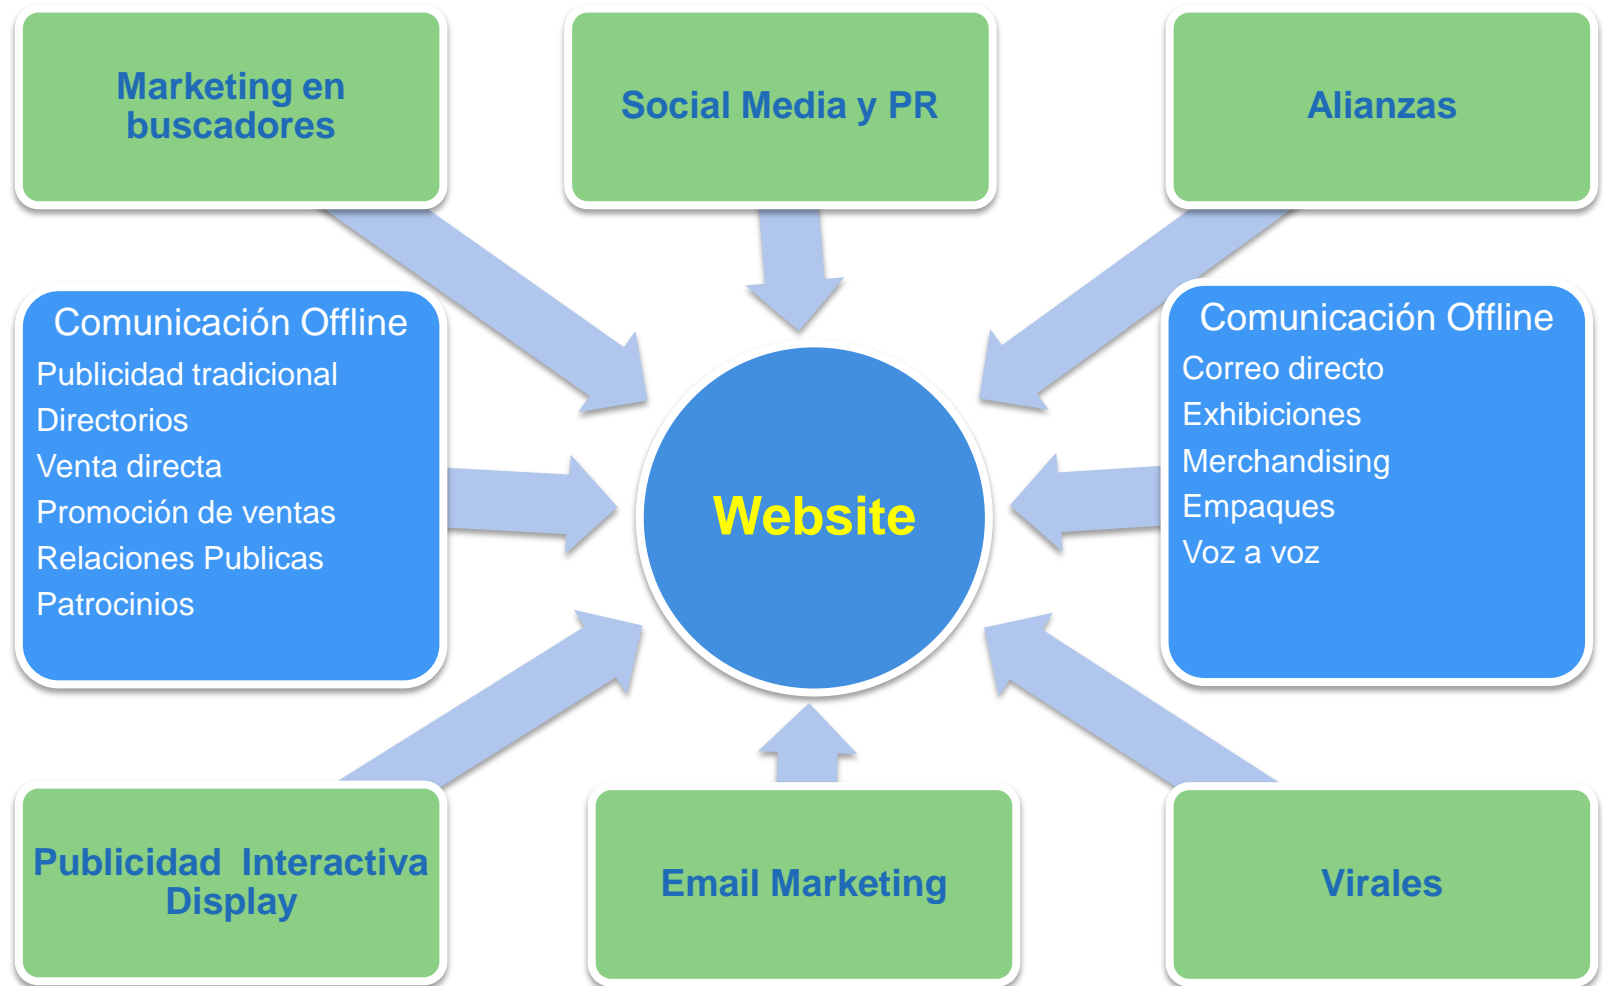 Marketing en
buscadores
Social Media y PR
Alianzas
Comunicación Offline
Publicidad tradicional
Directorios
Venta directa
Promoción de ventas
Relaciones Publicas
Patrocinios
Website
Comunicación Offline
Correo directo
Exhibiciones
Merchandising
Empaques
Voz a voz
Publicidad  Interactiva
Display
Email Marketing
Virales